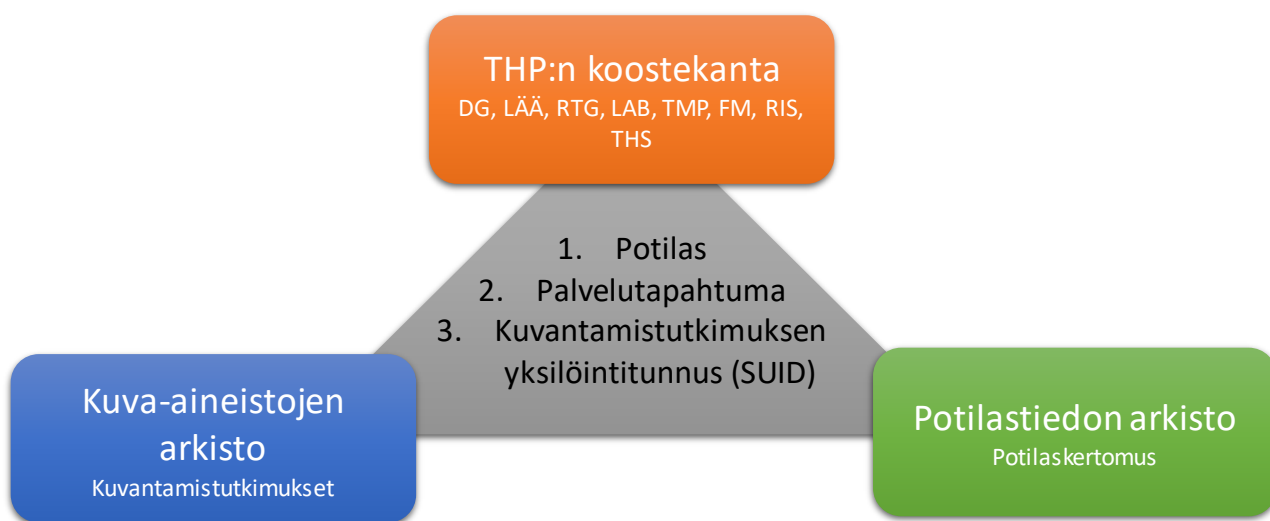 THP:n koostekanta
DG, LÄÄ, RTG, LAB, TMP, FM, RIS,
THS
1. Potilas
2. Palvelutapahtuma
3. Kuvantamistutkimuksen
yksilöintitunnus (SUID)
Kuva-aineistojen
arkisto
Kuvantamistutkimukset
Potilastiedon arkisto
Potilaskertomus